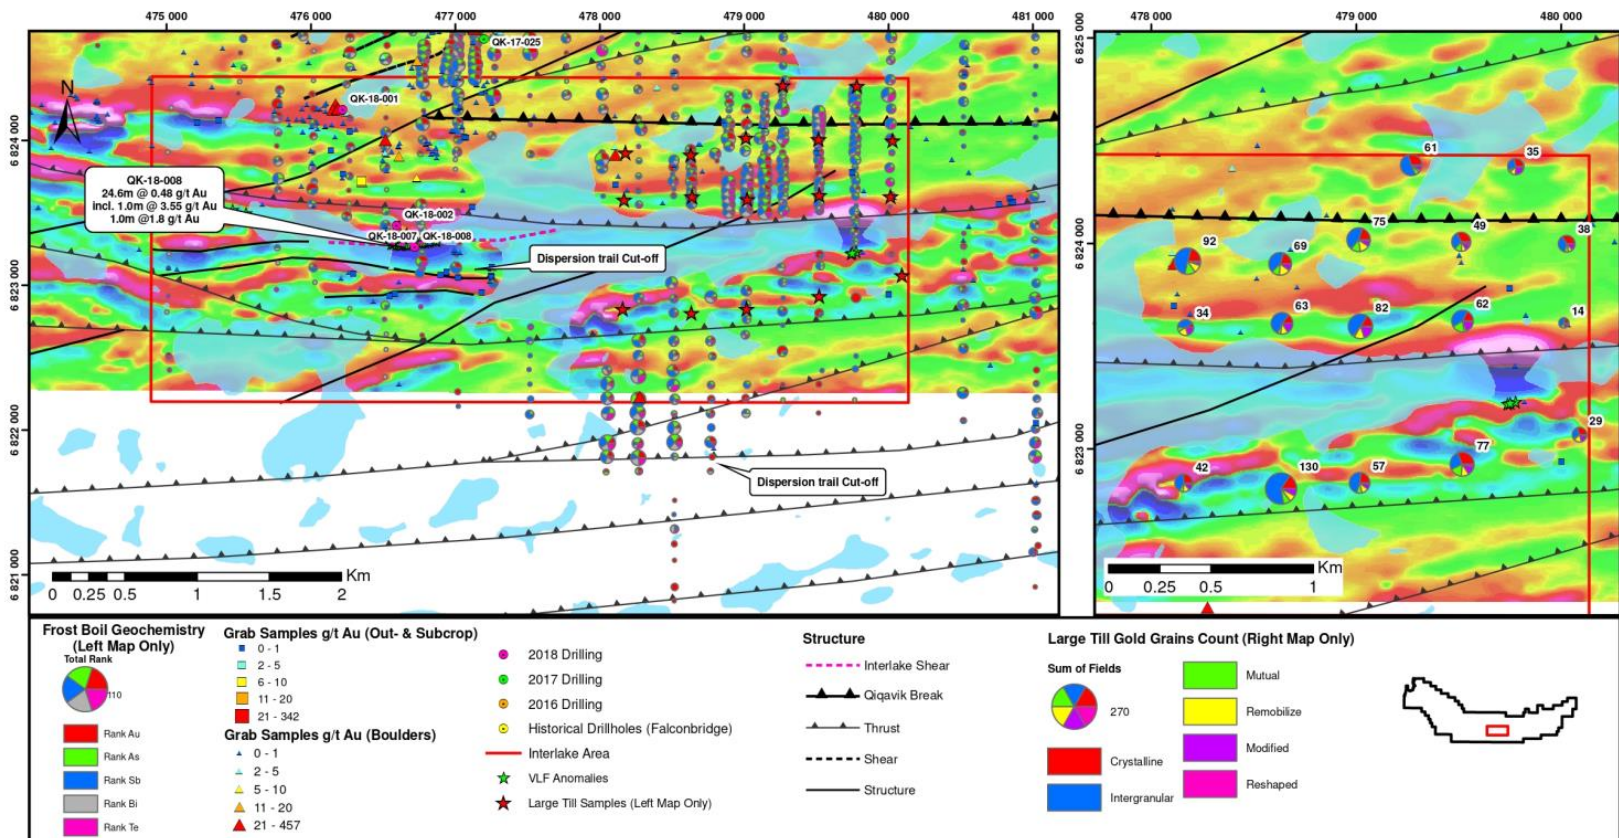 475 000 476 000 477 000 478 000 479 000 480 000 481 000
478 000 479 000 480 000
6 824 000
6 823 000
6 822 000
6 821 000
6 825 000
6 824 000
6 823 000
N
QK-17-025
QK-18-001
QK-18-008
24.6m @ 0.48 g/t Au
incl. 1.0m @ 3.55 g/t Au
1.0m @1.8 g/t Au
QK-18-002
QK-18-007
QK-18-008
Dispersion trail Cut-off
Dispersion trail Cut-off
0 0.25 0.5 1 1.5 2 Km
61
35
75
49
38
92
69
34
63
82
62
14
29
77
42
130
57
0 0.25 0.5 1 Km
Frost Boil Geochemistry
(Left Map Only)
Total Rank
110
Rank Au
Rank As
Rank Sb
Rank Bi
Rank Te
Grab Samples g/t Au (Out- & Subcrop)
0 - 1
2 - 5
6 - 10
11 - 20
21 - 342
Grab Samples g/t Au (Boulders)
0 - 1
2 - 5
5 - 10
11 - 20
21 - 457
2018 Drilling
2017 Drilling
2016 Drilling
Historical Drillholes (Falconbridge)
Interlake Area
VLF Anomalies
Large Till Samples (Left Map Only)
Structure
Interlake Shear
Qiqavik Break
Thrust
Shear
Structure
Large Till Gold Grains Count (Right Map Only)
Sum of Fields
270
Crystalline
Intergranular
Mutual
Remobilize
Modified
Reshaped